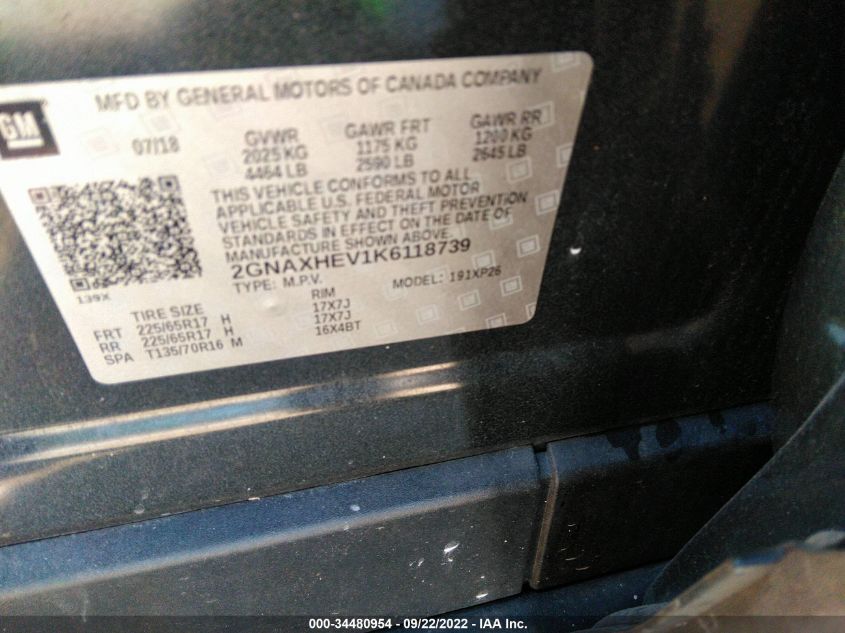 MFD BY GENERAL MOTORS OF CANADA COMPANY
GM
07/18 GVWR GAWR FRT GAWR RR
2025 KG 1175 KG 1200 KG
4464 LB 2590 LB 2645 LB
THIS VEHICLE CONFORMS TO ALL
APPLICABLE U.S. FEDERAL MOTOR
VEHICLE SAFETY AND THEFT PREVENTION
STANDARDS IN EFFECT ON THE DATE OF
MANUFACTURE SHOWN ABOVE.
2GNAXHEV1K6118739
TYPE: M.P.V. MODEL: 191XP26
139X
TIRE SIZE RIM
FRT 225/65R17 H 17X7J
RR 225/65R17 H 17X7J
SPA T135/70R16 M 16X4BT
000-34480954 - 09/22/2022 - IAA Inc.